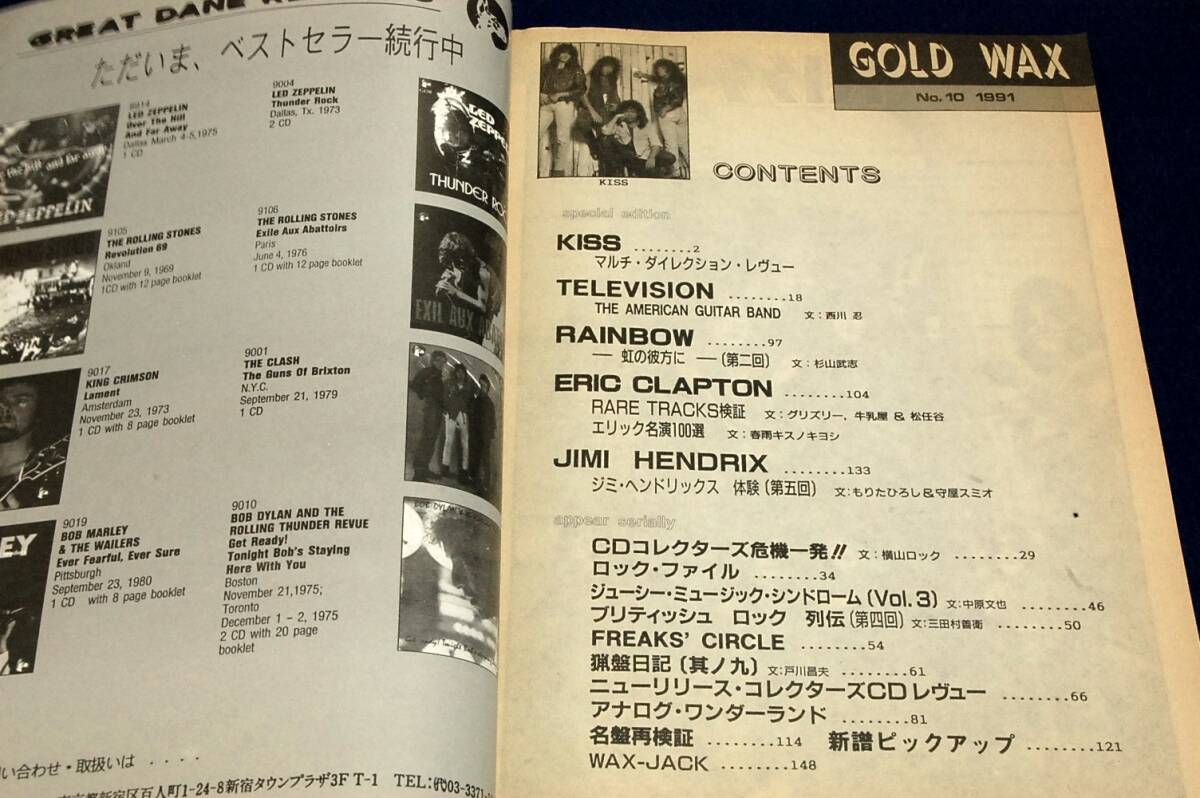 GREAT DANE
ただいま、ベストセラー続行中
9914
LED ZEPPELIN
Over The Hill
And Far Away
Dallas March 4-5,1975
1 CD
9004
LED ZEPPELIN
Thunder Rock
Dallas, Tx. 1973
2 CD
LED ZEPPELIN
THUNDER
9105
THE ROLLING STONES
Revolution 69
Okland
November 9, 1969
1CD with 12 page booklet
9106
THE ROLLING STONES
Exile Aux Abattoirs
Paris
June 4, 1976
1 CD with 12 page booklet
EXIL AUX
9017
KING CRIMSON
Lament
Amsterdam
November 23, 1973
1 CD with 8 page booklet
9001
THE CLASH
The Guns Of Brixton
N.Y.C.
September 21, 1979
1 CD
9019
BOB MARLEY
& THE WAILERS
Ever Fearful, Ever Sure
Pittsburgh
September 23, 1980
1 CD with 8 page booklet
9010
BOB DYLAN AND THE
ROLLING THUNDER REVUE
Get Ready!
Tonight Bob's Staying
Here With You
Boston
November 21,1975;
Toronto
December 1 – 2, 1975
2 CD with 20 page
booklet
い合わせ・取扱いは ・・・・
東京都新宿区百人町1-24-8新宿タウンプラザ3F T-1 TEL:(代)03-3371-
GOLD WAX
No.10 1991
KISS
CONTENTS
special edition
KISS ........2
マルチ・ダイレクション・レヴュー
TELEVISION ........18
THE AMERICAN GUITAR BAND 文:西川 忍
RAINBOW ........97
― 虹の彼方に ―(第二回) 文:杉山武志
ERIC CLAPTON ........104
RARE TRACKS検証 文:グリズリー、牛乳屋 & 松任谷
エリック名演100選 文:春雨キスノキヨシ
JIMI HENDRIX ........133
ジミ・ヘンドリックス 体験(第五回) 文:もりたひろし&守屋スミオ
appear serially
CDコレクターズ危機一発!! 文:横山ロック ........29
ロック・ファイル ........34
ジューシー・ミュージック・シンドローム(Vol.3) 文:中原文也 ........46
ブリティッシュ ロック 列伝(第四回) 文:三田村善衛 ........50
FREAKS' CIRCLE ........54
猟盤日記(其ノ九) 文:戸川昌夫 ........61
ニューリリース・コレクターズCDレヴュー ........66
アナログ・ワンダーランド ........81
名盤再検証 ........114 新譜ピックアップ ........121
WAX-JACK ........148